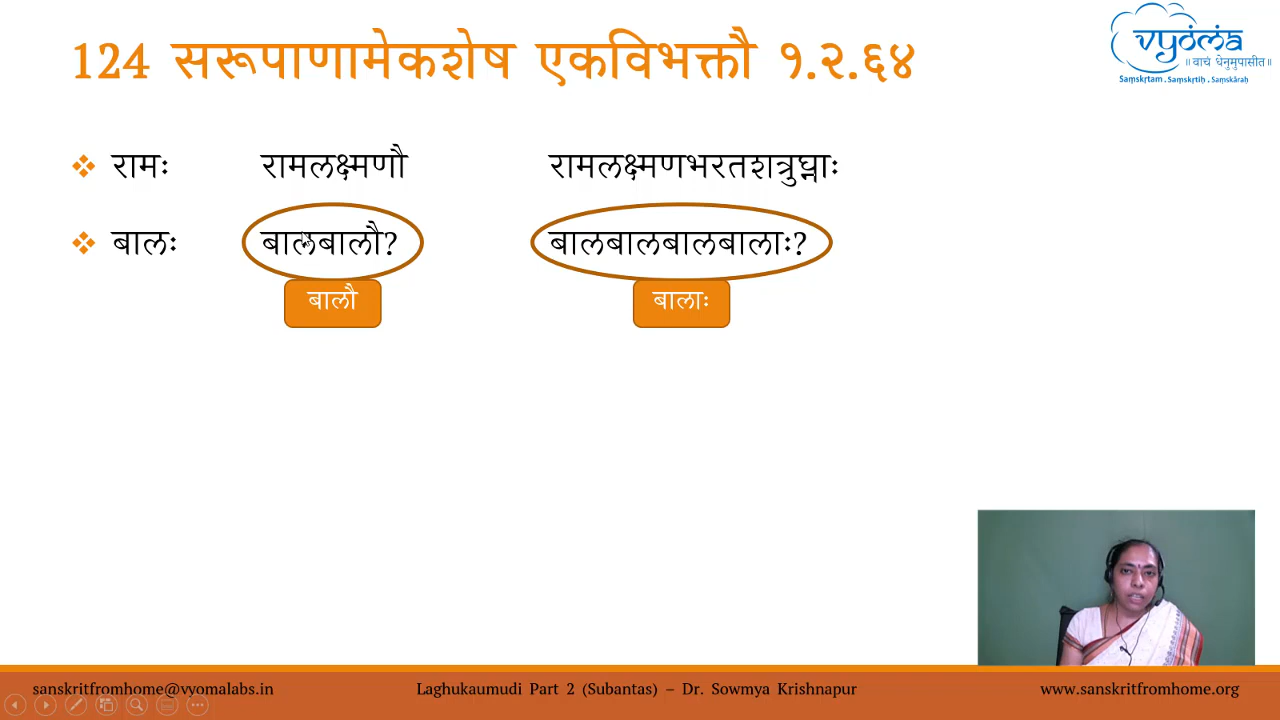 124 सरूपाणामेकशेष एकविभक्तौ १.२.६४
vyoma
॥ वाचं धेनुमुपासीत॥
Saṃskṛtam . Saṃskṛtiḥ . Saṃskārāḥ
रामः रामलक्ष्मणौ रामलक्ष्मणभरतशत्रुघ्नाः
बालः बालबालौ? बालबालबालबालाः?
बालौ बालाः
sanskritfromhome@vyomalabs.in Laghukaumudi Part 2 (Subantas) – Dr. Sowmya Krishnapur www.sanskritfromhome.org